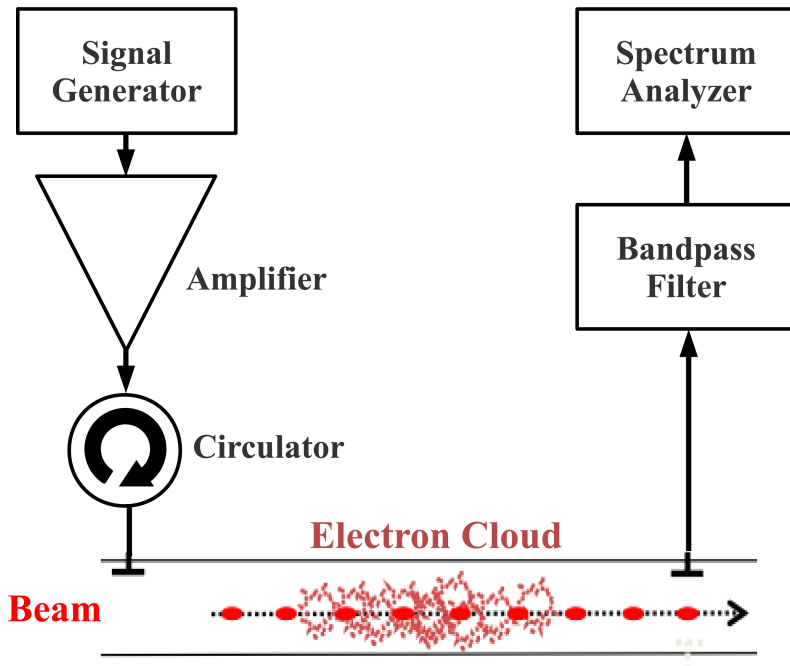 Signal
Generator
Spectrum
Analyzer
Amplifier
Bandpass
Filter
Circulator
Electron Cloud
Beam